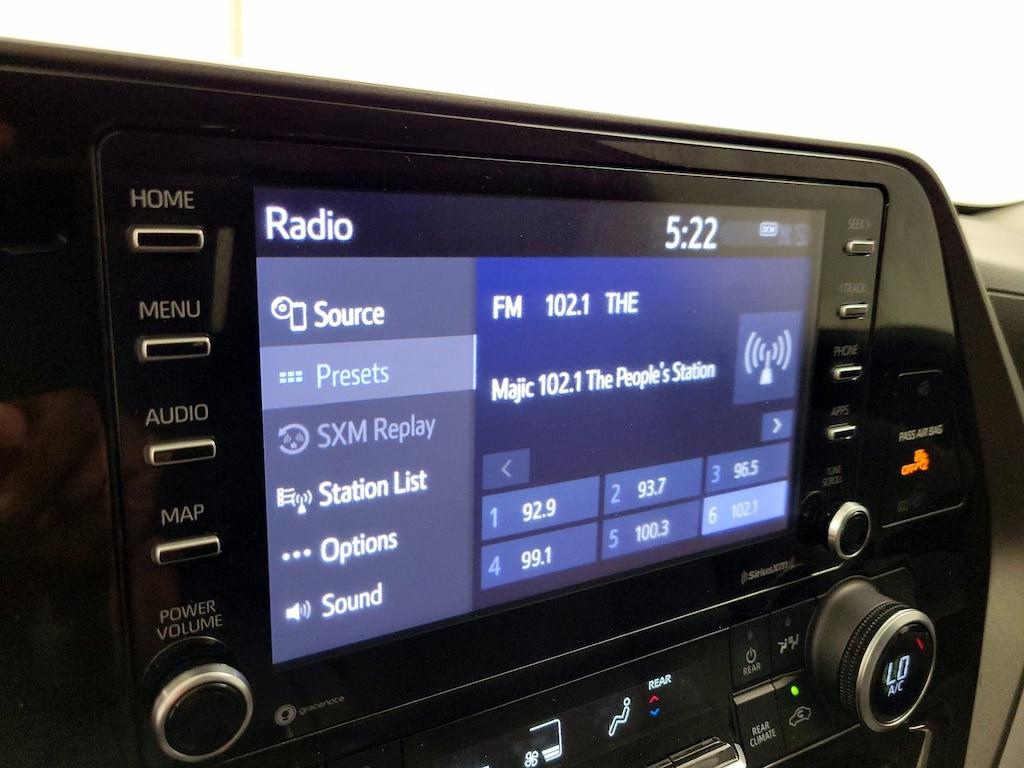 HOME
MENU
AUDIO
MAP
POWER
VOLUME
Radio
5:22
DCM
Source
Presets
SXM Replay
Station List
Options
Sound
FM 102.1 THE
Majic 102.1 The People's Station
<
>
1 92.9
2 93.7
3 96.5
4 99.1
5 100.3
6 102.1
SEEK >
< TRACK
PHONE
APPS
TUNE
SCROLL
PASS AIR BAG
OFF
SiriusXM
gracenote
REAR
REAR
REAR
CLIMATE
LO
A/C